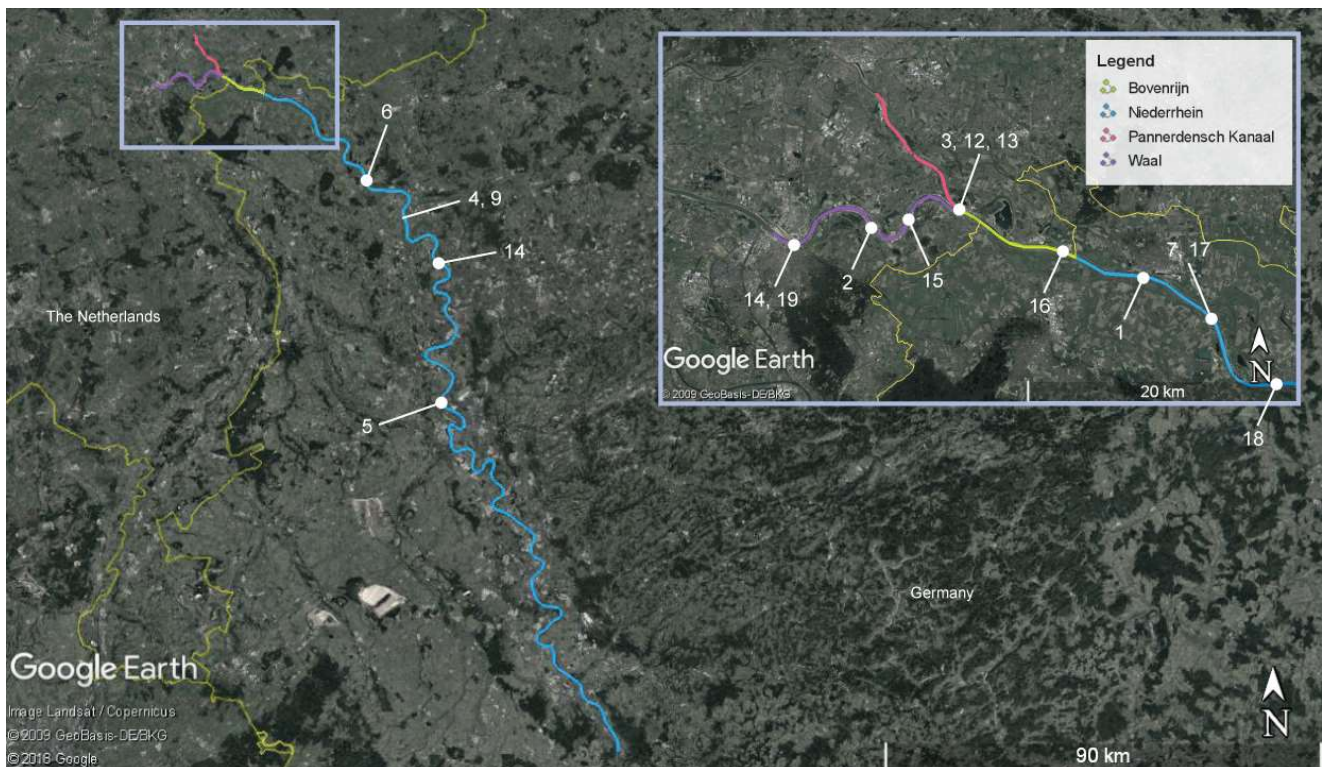 6
4, 9
14
The Netherlands
5
Germany
Google Earth
Image Landsat / Copernicus
© 2009 GeoBasis-DE/BKG
© 2018 Google
N
90 km
Legend
Bovenrijn
Niederrhein
Pannerdensch Kanaal
Waal
3, 12, 13
7, 17
14, 19
2
15
16
1
18
Google Earth
© 2009 GeoBasis-DE/BKG
N
20 km